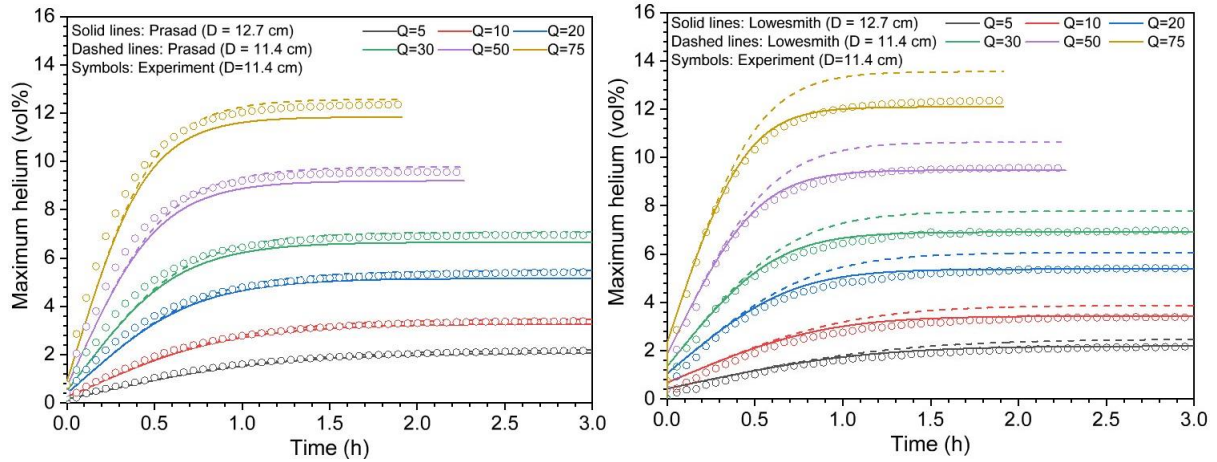 Solid lines: Prasad (D = 12.7 cm)
Dashed lines: Prasad (D = 11.4 cm)
Symbols: Experiment (D=11.4 cm)
Q=5 Q=10 Q=20
Q=30 Q=50 Q=75
Maximum helium (vol%)
16
14
12
10
8
6
4
2
0
0.0 0.5 1.0 1.5 2.0 2.5 3.0
Time (h)
Solid lines: Lowesmith (D = 12.7 cm)
Dashed lines: Lowesmith (D = 11.4 cm)
Symbols: Experiment (D=11.4 cm)
Q=5 Q=10 Q=20
Q=30 Q=50 Q=75
Maximum helium (vol%)
16
14
12
10
8
6
4
2
0
0.0 0.5 1.0 1.5 2.0 2.5 3.0
Time (h)